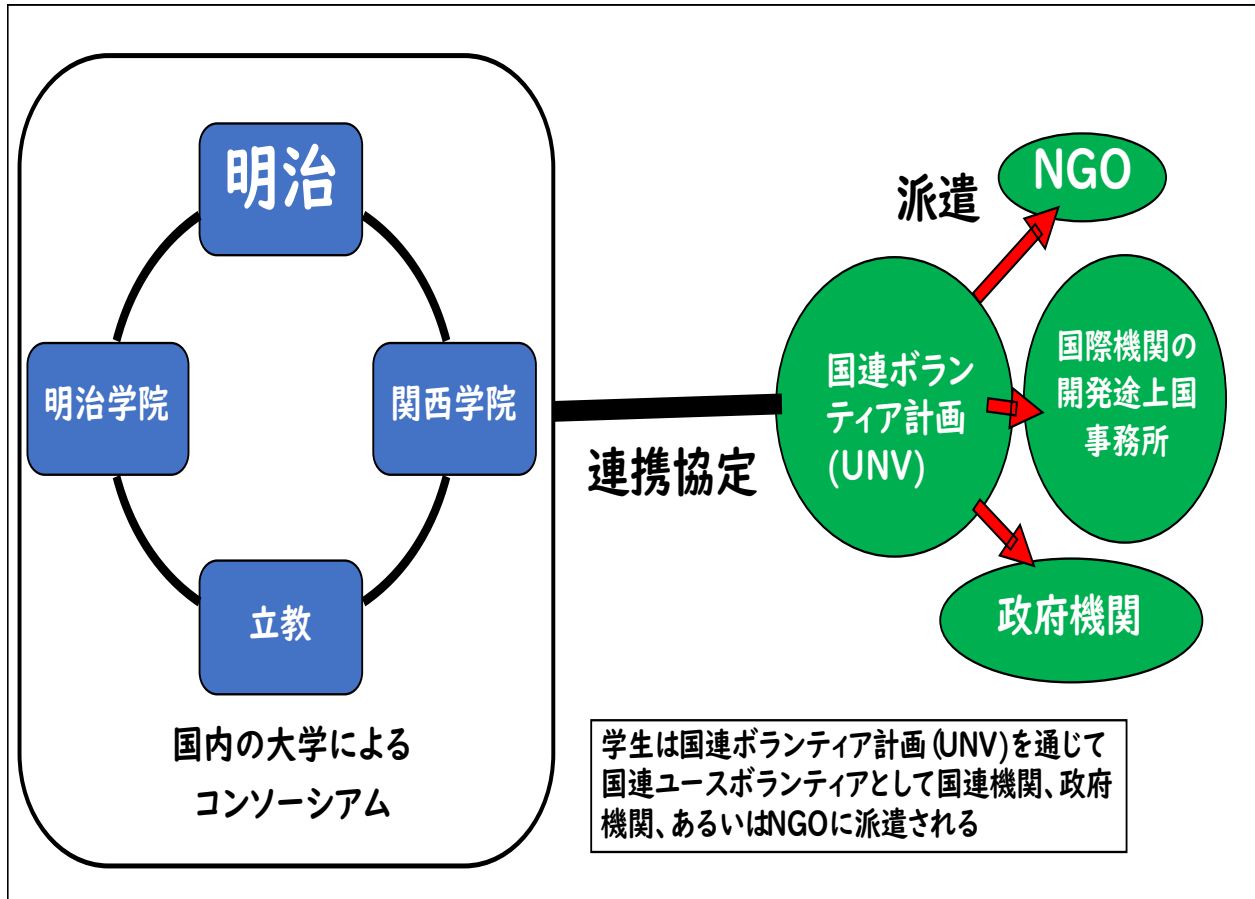 明治
明治学院
関西学院
立教
国内の大学による
コンソーシアム
連携協定
派遣
国連ボラン
ティア計画
(UNV)
NGO
国際機関の
開発途上国
事務所
政府機関
学生は国連ボランティア計画(UNV)を通じて
国連ユースボランティアとして国連機関、政府
機関、あるいはNGOに派遣される